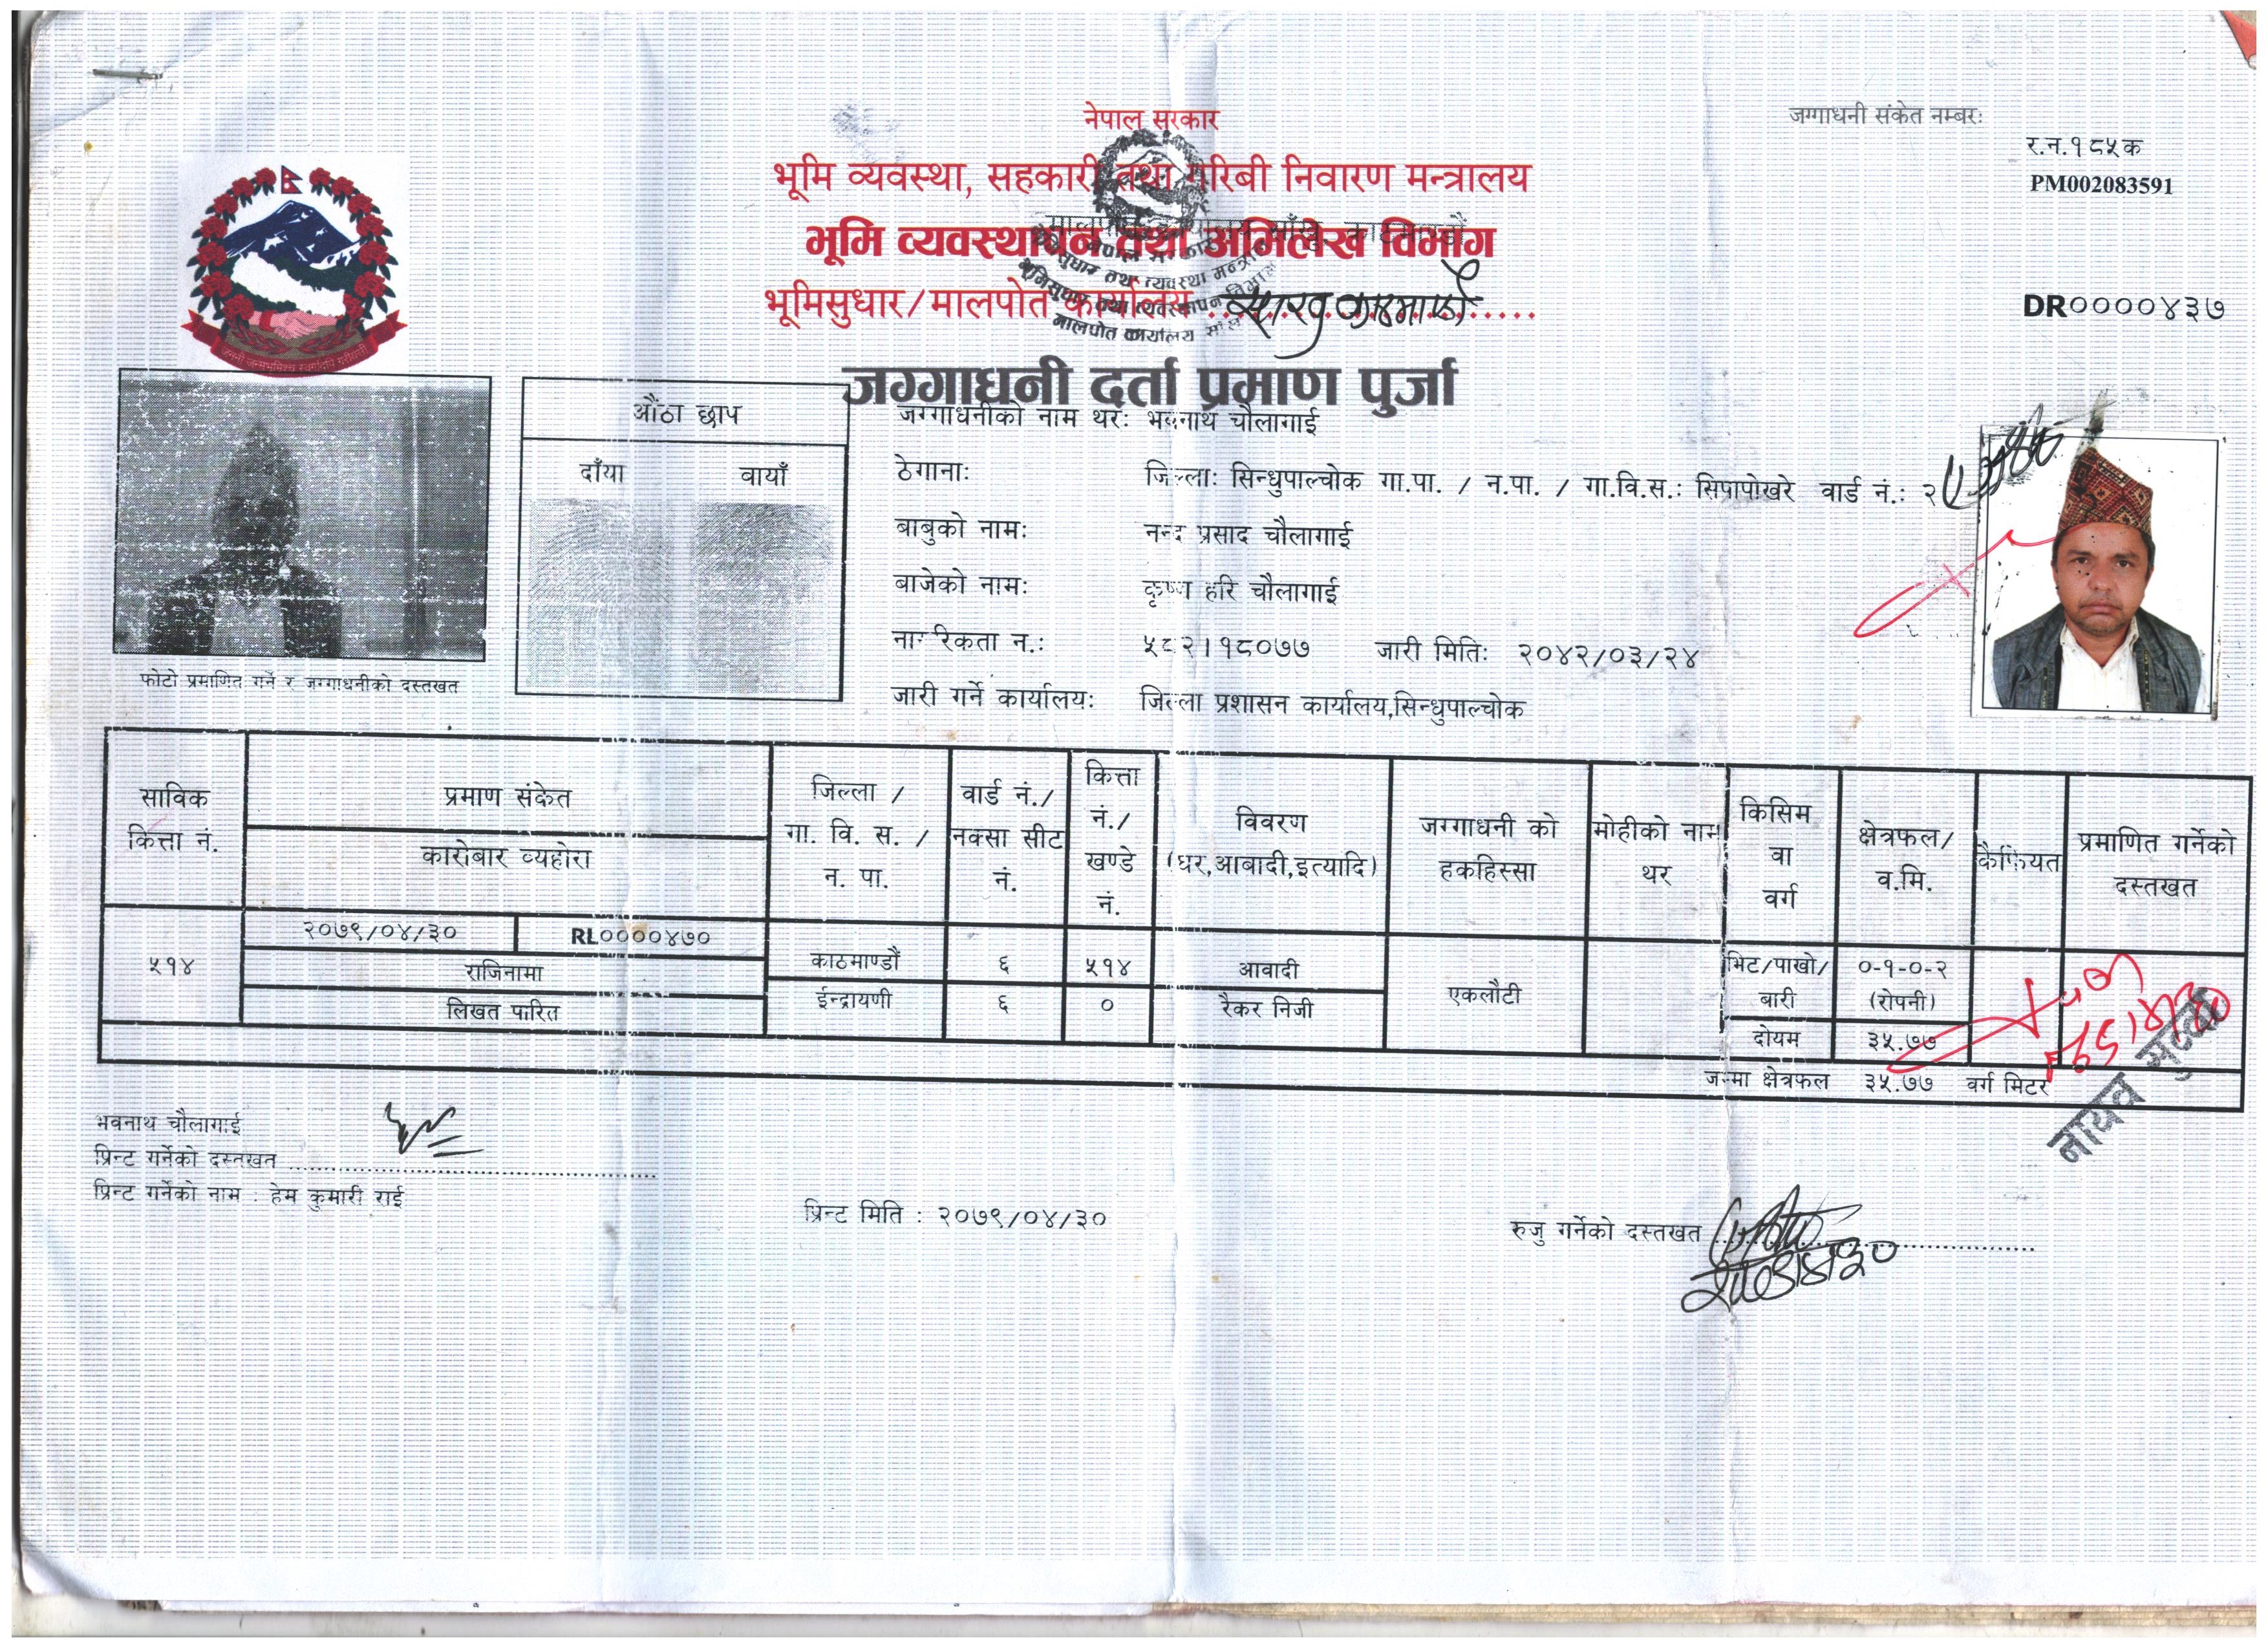 नेपाल सरकार
जग्गाधनी संकेत नम्बरः
र.न.१८५क
PM002083591
भूमि व्यवस्था, सहकारी तथा गरिबी निवारण मन्त्रालय
भूमि व्यवस्थापन तथा अभिलेख विभाग
भूमिसुधार/मालपोत कार्यालय
DR००००४३७
जग्गाधनी दर्ता प्रमाण पुर्जा
औंठा छाप
दाँया बायाँ
फोटो प्रमाणित गर्ने र जग्गाधनीको दस्तखत
जग्गाधनीको नाम थरः भवनाथ चौलागाई
ठेगानाः जिल्लाः सिन्धुपाल्चोक गा.पा. / न.पा. / गा.वि.स.: सिपापोखरे वार्ड नं.: २
बाबुको नामः नन्द प्रसाद चौलागाई
बाजेको नामः कृष्ण हरि चौलागाई
नागरिकता न.: ५८२।१८०७७ जारी मितिः २०४२/०३/२४
जारी गर्ने कार्यालयः जिल्ला प्रशासन कार्यालय,सिन्धुपाल्चोक
साविक कित्ता नं.
प्रमाण संकेत
कारोबार व्यहोरा
जिल्ला / गा. वि. स. / न. पा.
वार्ड नं./ नक्सा सीट नं.
कित्ता नं./ खण्डे नं.
विवरण (घर,आबादी,इत्यादि)
जग्गाधनी को हकहिस्सा
मोहीको नाम थर
किसिम वा वर्ग
क्षेत्रफल/ व.मि.
कैफियत
प्रमाणित गर्नेको दस्तखत
५१४
२०७९/०४/३० RL००००४७०
राजिनामा
लिखत पारित
काठमाण्डौं ६ ५१४ आवादी
ईन्द्रायणी ६ ० रैकर निजी
एकलौटी
भिट/पाखो/ बारी
दोयम
०-१-०-२
(रोपनी)
३५.७७
जम्मा क्षेत्रफल ३५.७७ वर्ग मिटर
नायव सुब्बा
भवनाथ चौलागाई
प्रिन्ट गर्नेको दस्तखत
प्रिन्ट गर्नेको नाम : हेम कुमारी राई
प्रिन्ट मिति : २०७९/०४/३०
रुजु गर्नेको दस्तखत